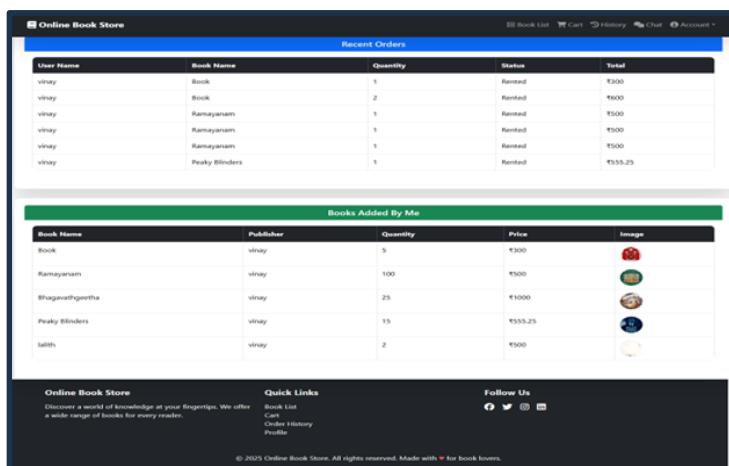 Online Book Store Book List Cart History Chat Account
Recent Orders
User Name Book Name Quantity Status Total
vinay Book 1 Rented ₹300
vinay Book 2 Rented ₹600
vinay Ramayanam 1 Rented ₹500
vinay Ramayanam 1 Rented ₹500
vinay Ramayanam 1 Rented ₹500
vinay Peaky Blinders 1 Rented ₹555.25
Books Added By Me
Book Name Publisher Quantity Price Image
Book vinay 5 ₹300
Ramayanam vinay 100 ₹500
Bhagavathgeetha vinay 25 ₹1000
Peaky Blinders vinay 15 ₹555.25
lalith vinay 2 ₹500
Online Book Store Quick Links Follow Us
Discover a world of knowledge at your fingertips. We offer Book List
a wide range of books for every reader. Cart
Order History
Profile
© 2025 Online Book Store. All rights reserved. Made with ♥ for book lovers.